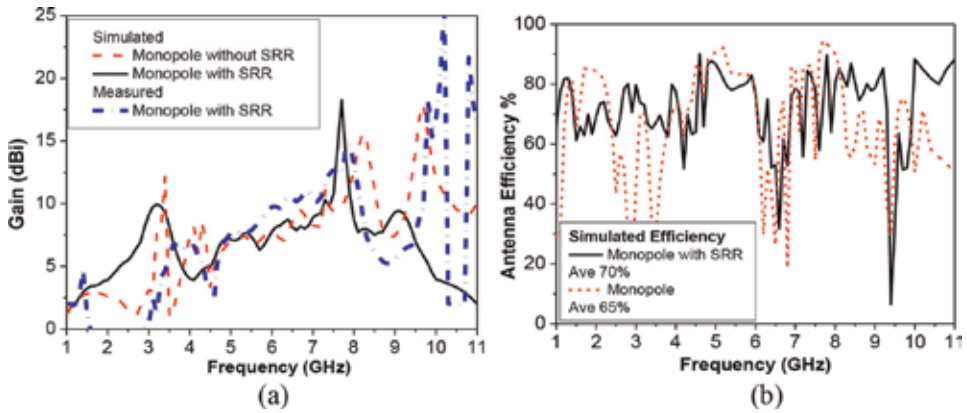 25
20
15
10
5
0
Gain (dBi)
Simulated
Monopole without SRR
Monopole with SRR
Measured
Monopole with SRR
1 2 3 4 5 6 7 8 9 10 11
Frequency (GHz)
(a)
100
80
60
40
20
0
Antenna Efficiency %
Simulated Efficiency
Monopole with SRR
Ave 70%
Monopole
Ave 65%
1 2 3 4 5 6 7 8 9 10 11
Frequency (GHz)
(b)